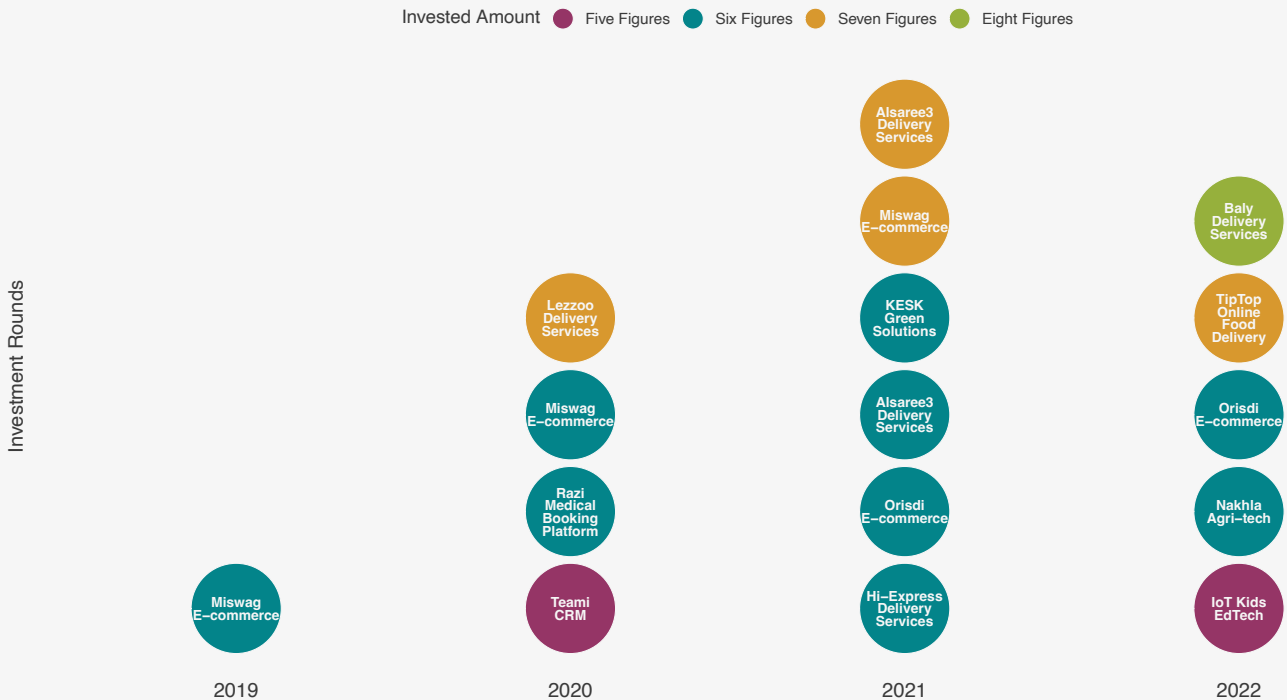 Invested Amount
Five Figures
Six Figures
Seven Figures
Eight Figures
Investment Rounds
Alsaree3
Delivery
Services
Miswag
E-commerce
Baly
Delivery
Services
Lezzoo
Delivery
Services
KESK
Green
Solutions
TipTop
Online
Food
Delivery
Miswag
E-commerce
Alsaree3
Delivery
Services
Orisdi
E-commerce
Razi
Medical
Booking
Platform
Orisdi
E-commerce
Nakhla
Agri-tech
Miswag
E-commerce
Teami
CRM
Hi-Express
Delivery
Services
IoT Kids
EdTech
2019
2020
2021
2022